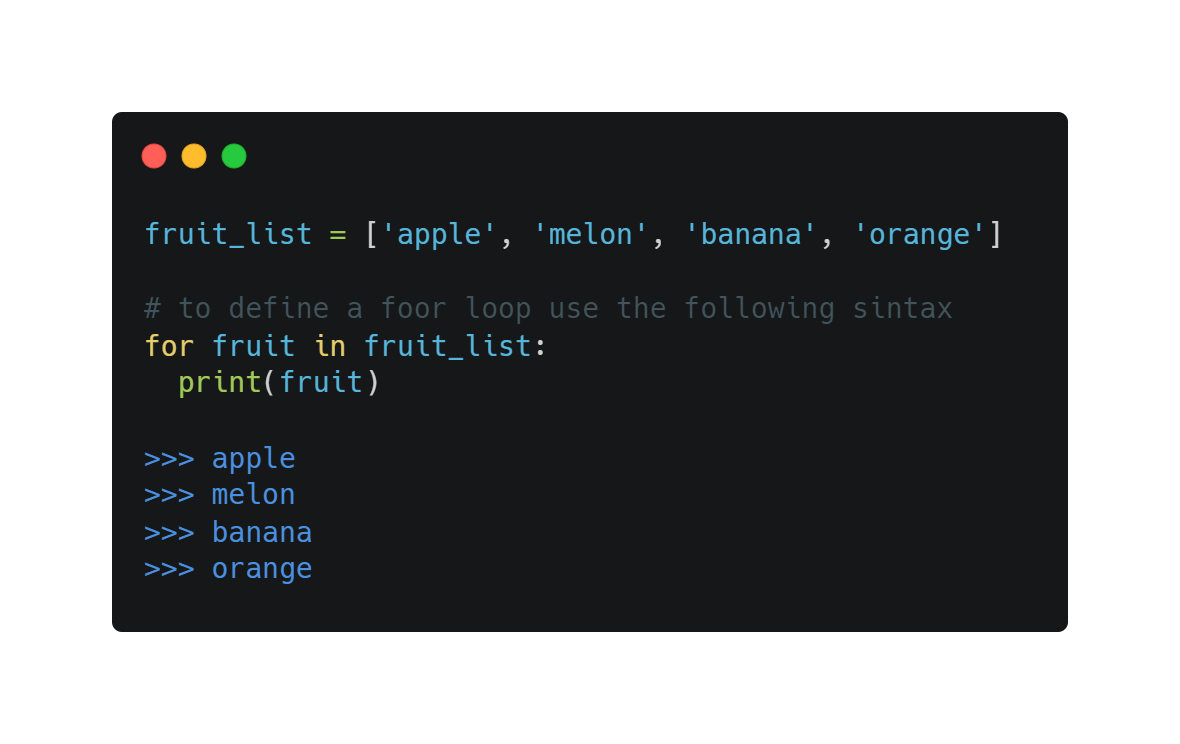 fruit_list = ['apple', 'melon', 'banana', 'orange']
# to define a foor loop use the following sintax
for fruit in fruit_list:
  print(fruit)
>>> apple
>>> melon
>>> banana
>>> orange